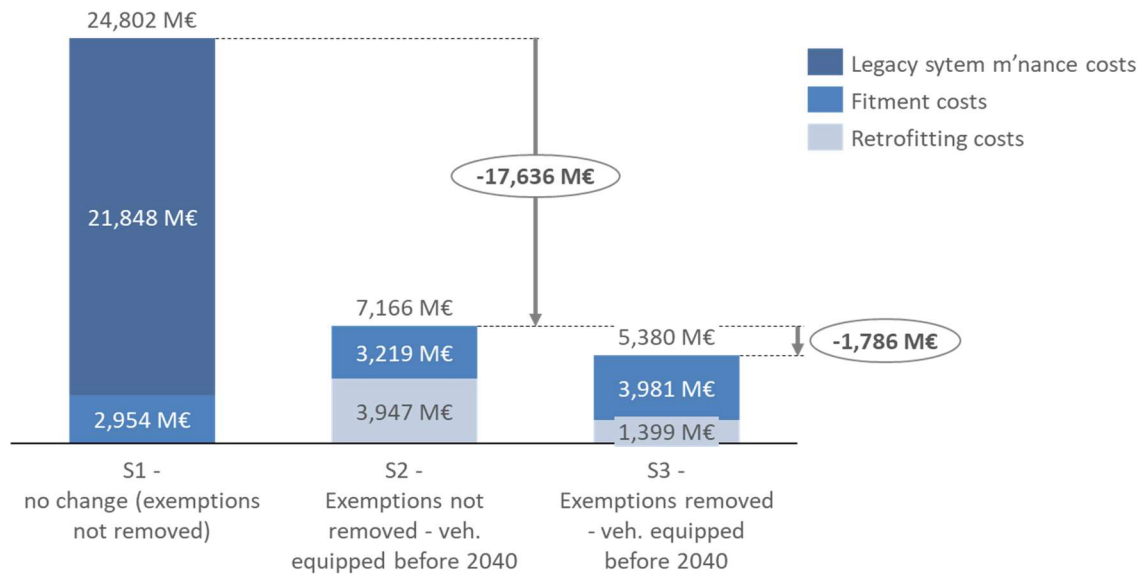 24,802 M€
Legacy sytem m'nance costs
Fitment costs
Retrofitting costs
-17,636 M€
21,848 M€
7,166 M€
5,380 M€
-1,786 M€
3,219 M€
3,981 M€
2,954 M€
3,947 M€
1,399 M€
S1 -
no change (exemptions
not removed)
S2 -
Exemptions not
removed - veh.
equipped before 2040
S3 -
Exemptions removed
- veh. equipped
before 2040